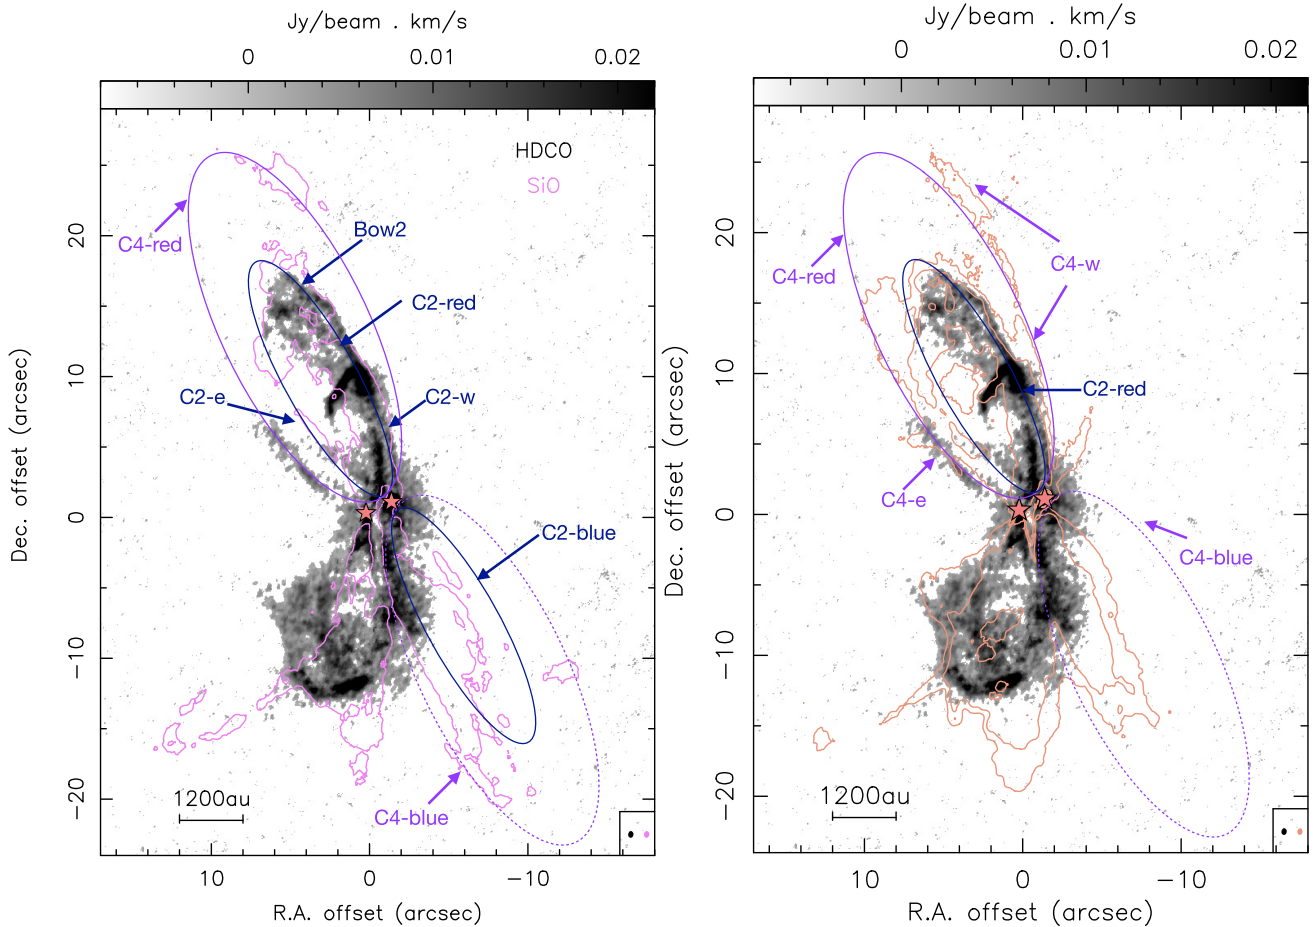 Jy/beam . km/s
0 0.01 0.02
HDCO
SiO
C4-red
Bow2
C2-red
C2-e
C2-w
C2-blue
C4-blue
1200au
20
10
0
−10
−20
Dec. offset (arcsec)
10 0 −10
R.A. offset (arcsec)
Jy/beam . km/s
0 0.01 0.02
C4-w
C4-red
C2-red
C4-e
C4-blue
1200au
20
10
0
−10
−20
Dec. offset (arcsec)
10 0 −10
R.A. offset (arcsec)